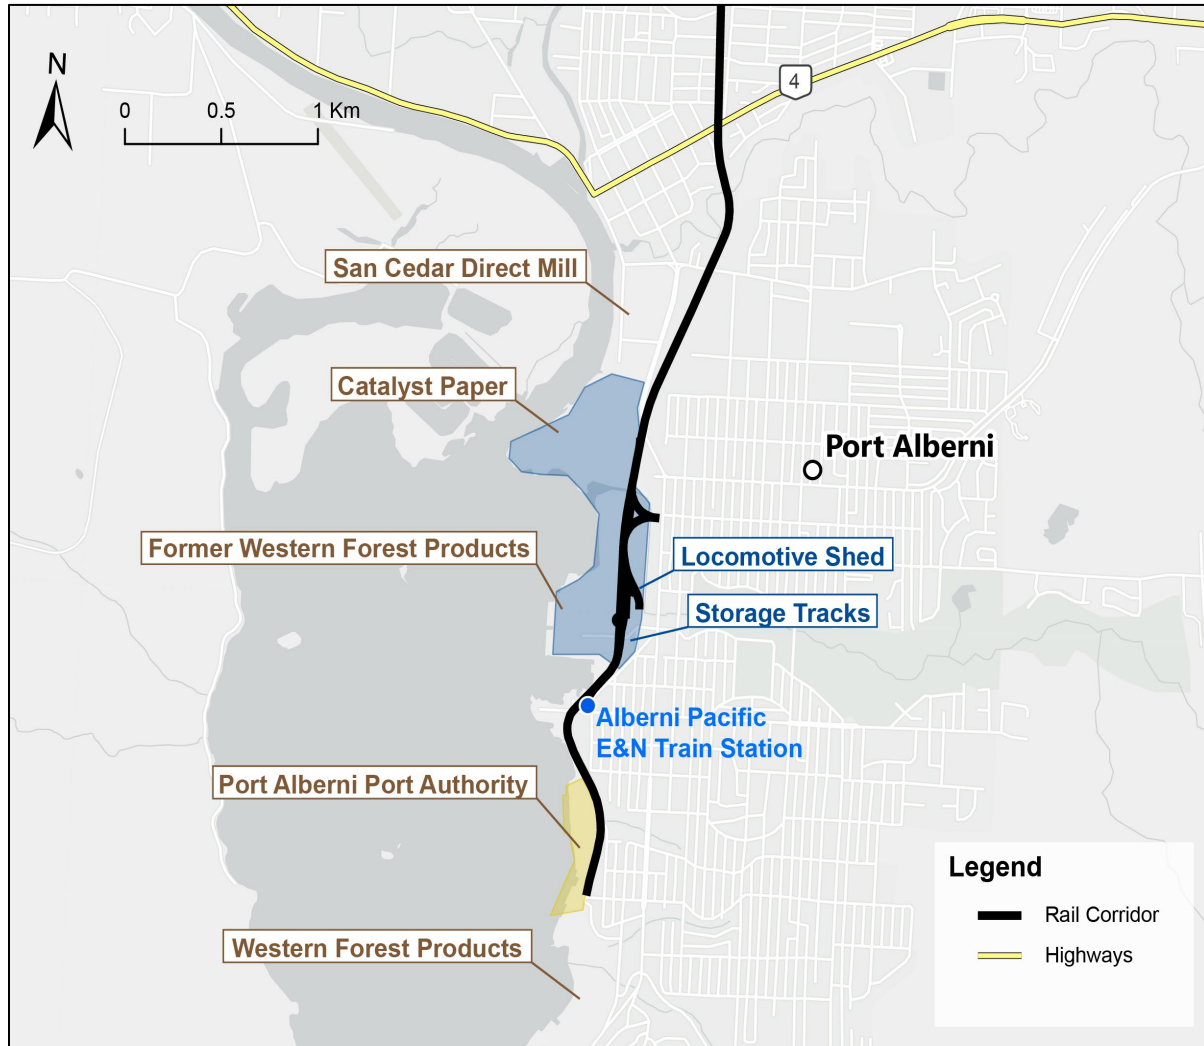 4
N
0 0.5 1 Km
San Cedar Direct Mill
Catalyst Paper
Port Alberni
Former Western Forest Products
Locomotive Shed
Storage Tracks
Alberni Pacific
E&N Train Station
Port Alberni Port Authority
Western Forest Products
Legend
Rail Corridor
Highways